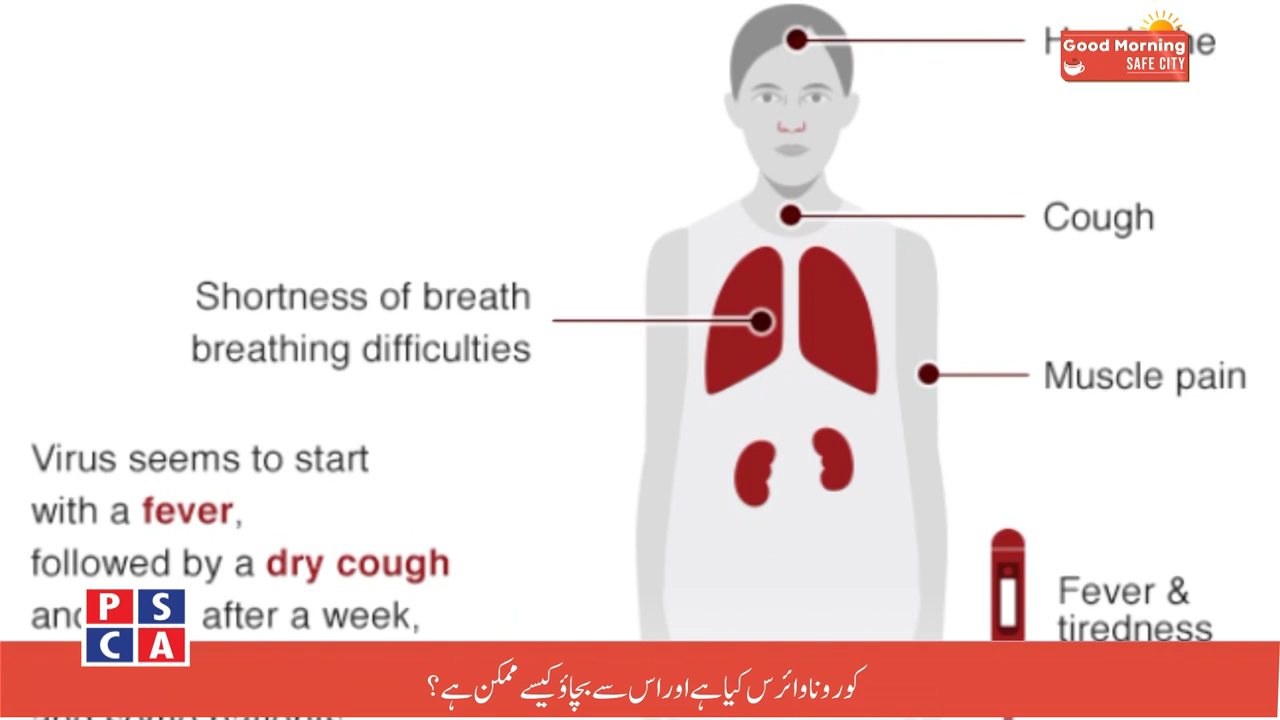 Good Morning
SAFE CITY
Cough
Shortness of breath
breathing difficulties
Muscle pain
Virus seems to start
with a fever,
followed by a dry cough
after a week,
Fever &
tiredness
PSCA
کورونا وائرس کیا ہے اور اس سے بچاؤ کیسے ممکن ہے؟